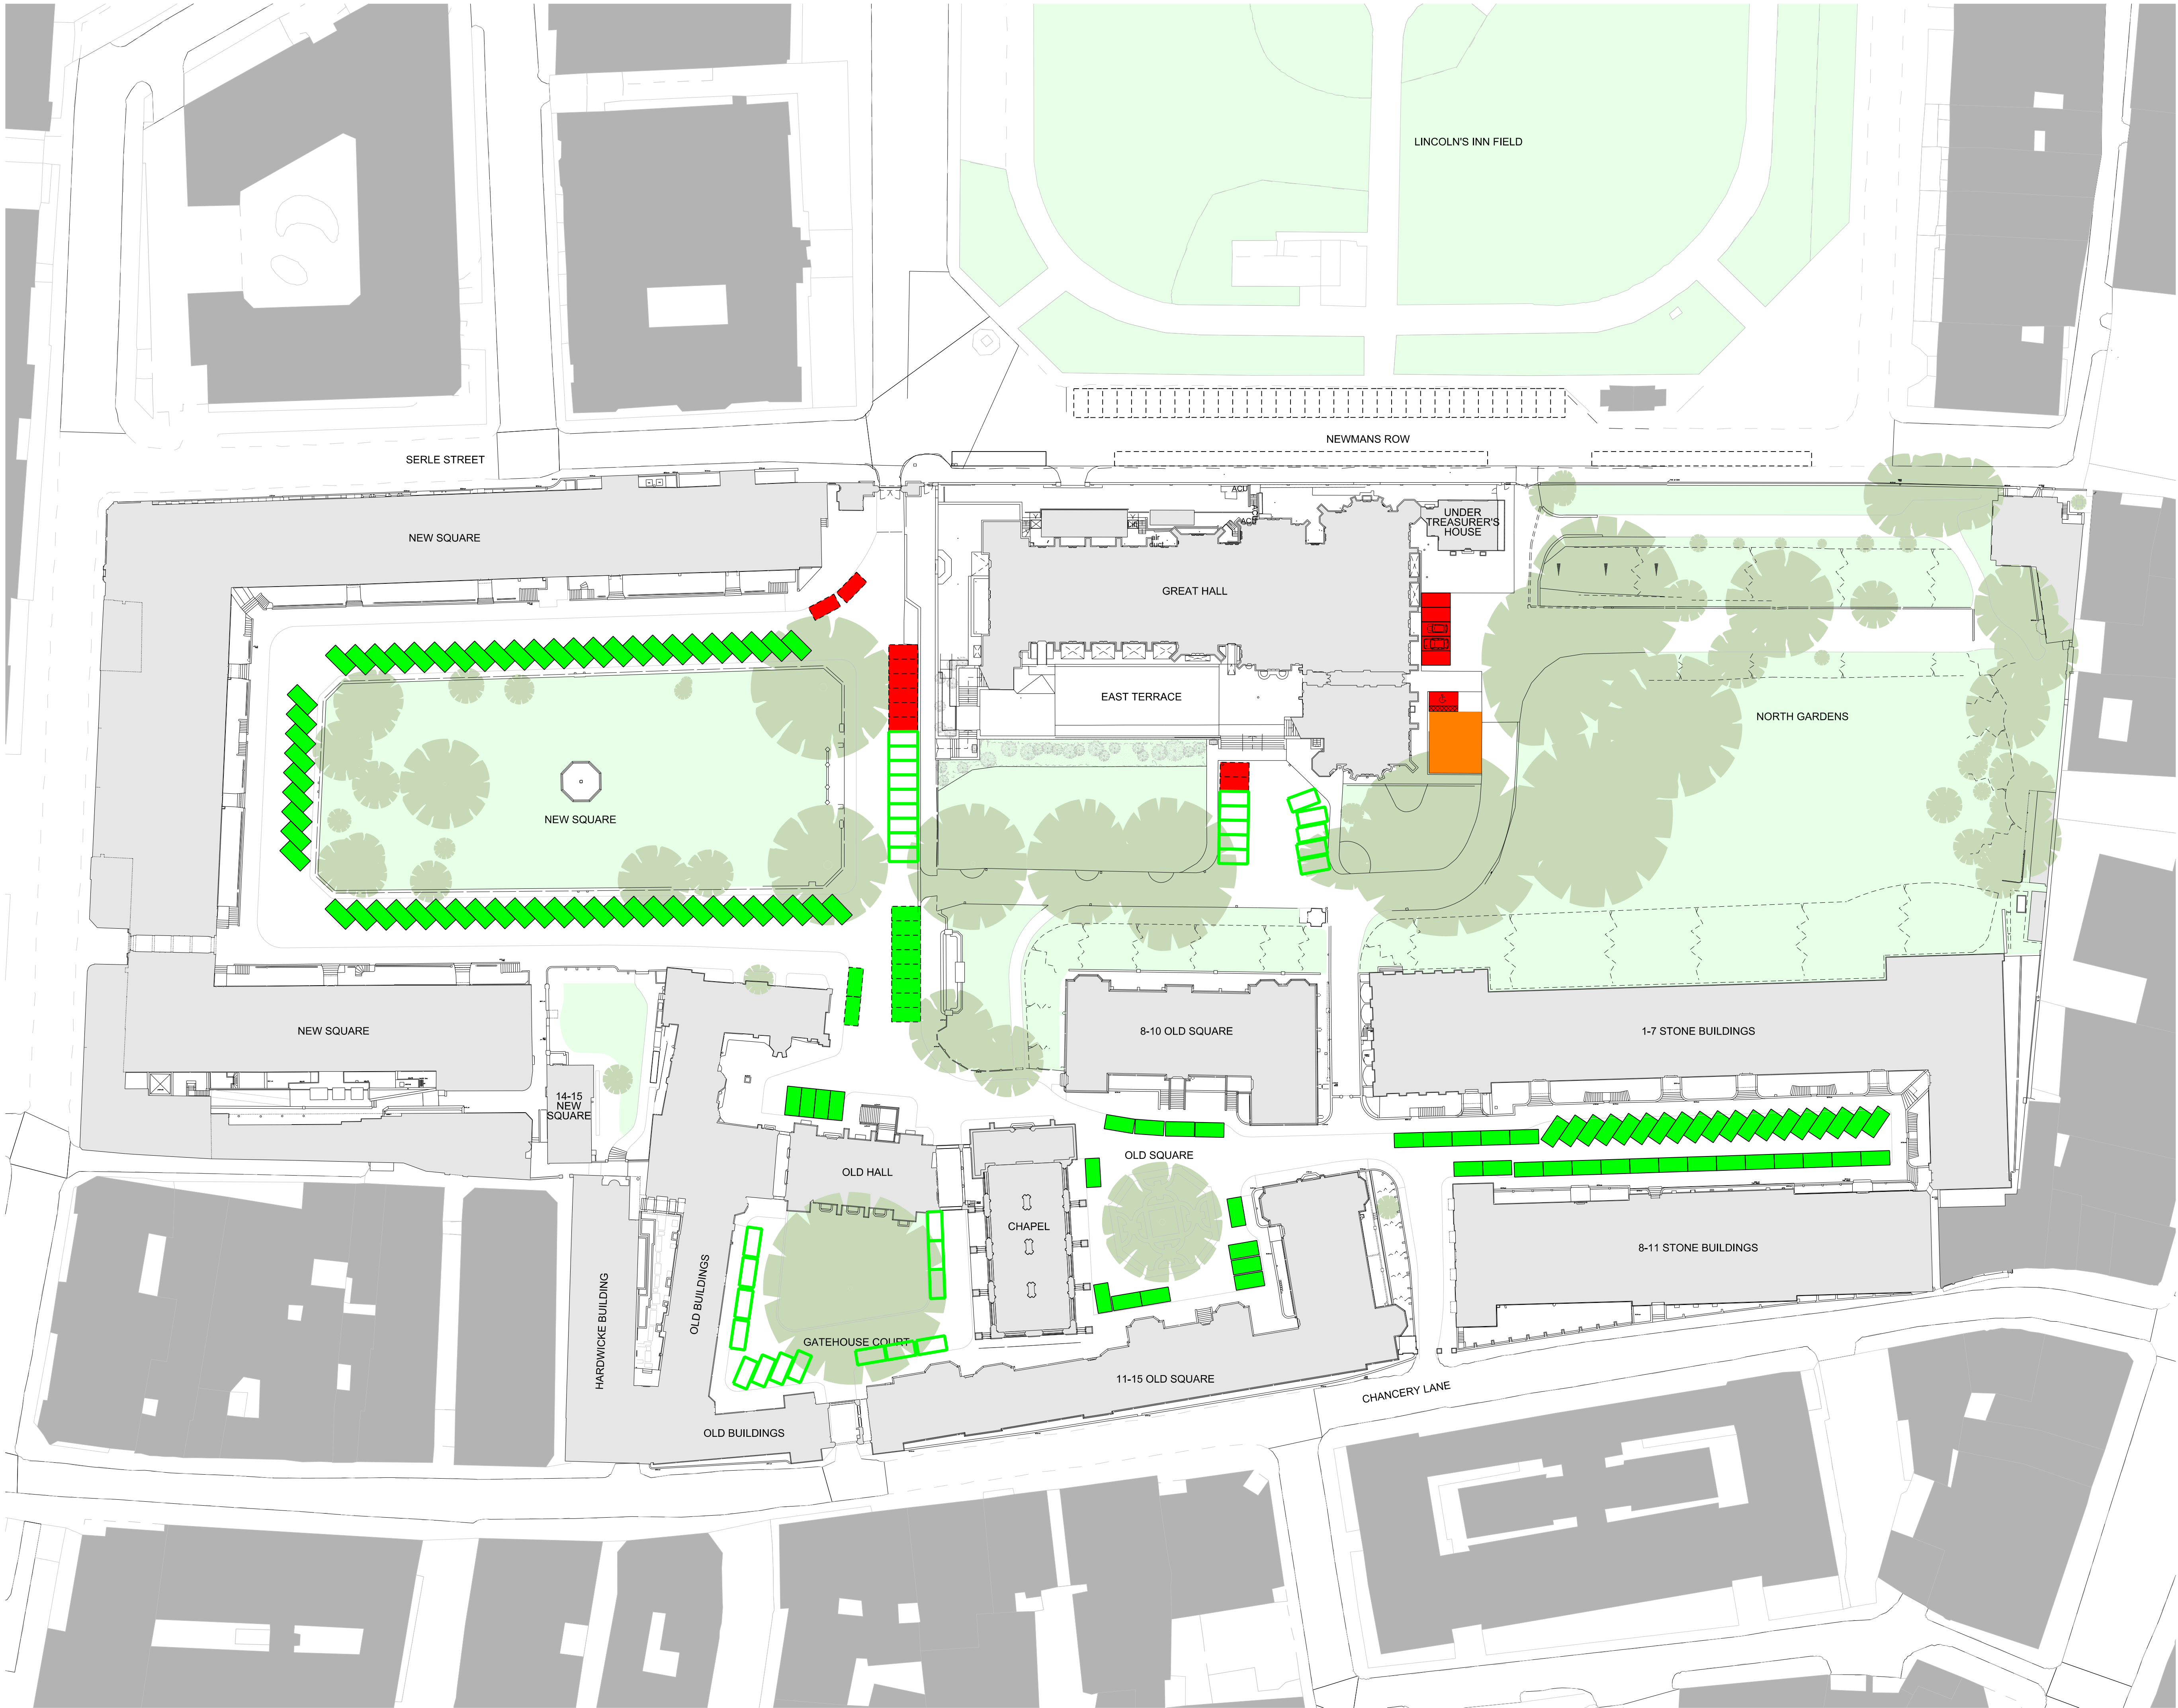 LINCOLN'S INN FIELD
NEWMANS ROW
SERLE STREET
ACU
UNDER
TREASURER'S
HOUSE
NEW SQUARE
air
duct
GREAT HALL
EAST TERRACE
NORTH GARDENS
NEW SQUARE
NEW SQUARE
8-10 OLD SQUARE
1-7 STONE BUILDINGS
14-15
NEW
SQUARE
OLD SQUARE
OLD HALL
CHAPEL
8-11 STONE BUILDINGS
HARDWICKE BUILDING
OLD BUILDINGS
GATEHOUSE COURT
11-15 OLD SQUARE
CHANCERY LANE
OLD BUILDINGS